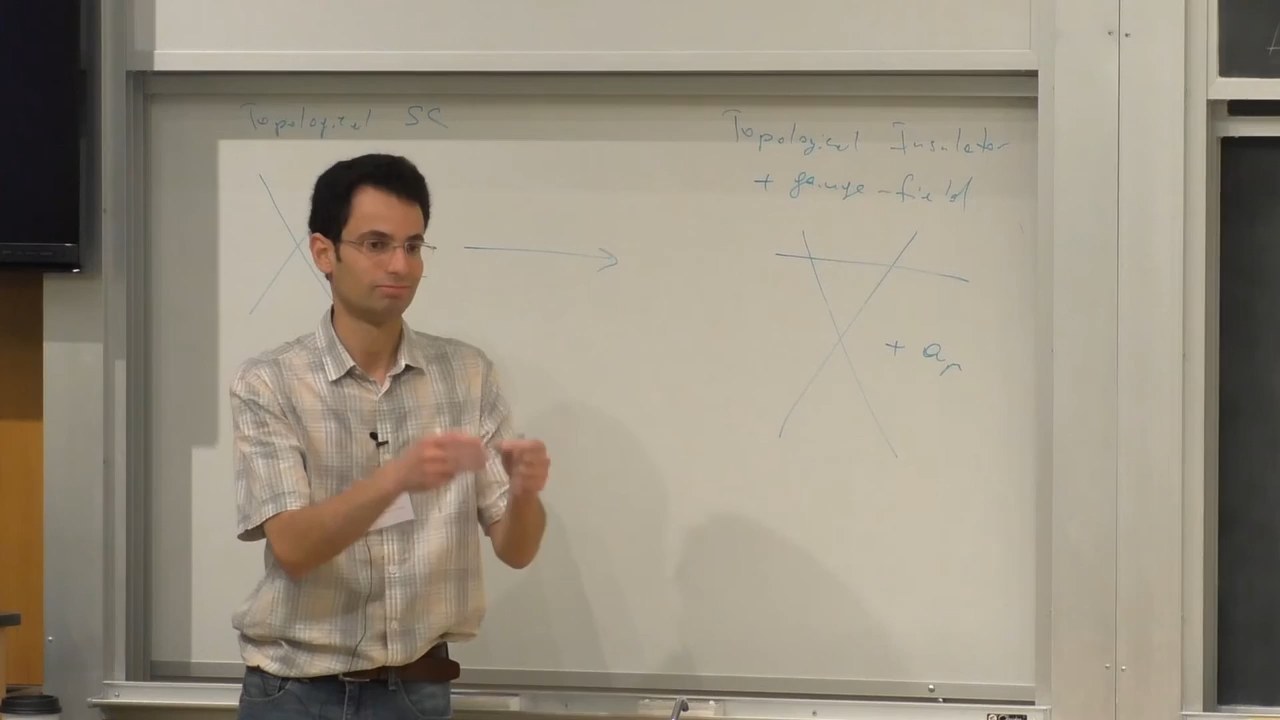 Topological SC
Topological Insulator
+ gauge-field
+ aμ